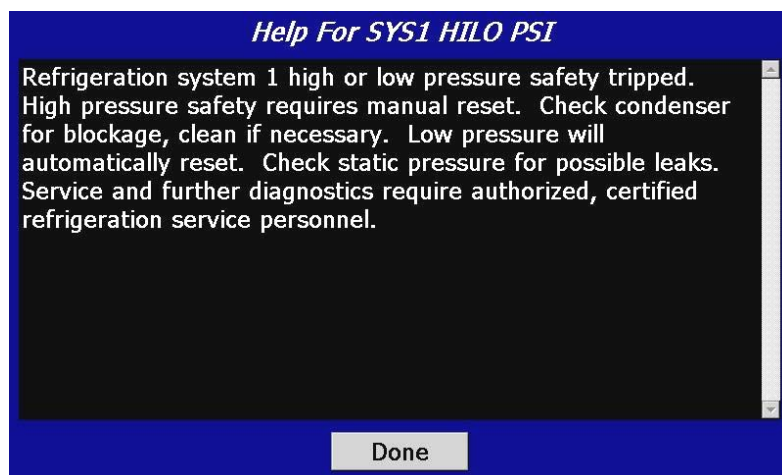 Help For SYS1 HILO PSI
Refrigeration system 1 high or low pressure safety tripped.
High pressure safety requires manual reset.  Check condenser
for blockage, clean if necessary.  Low pressure will
automatically reset.  Check static pressure for possible leaks.
Service and further diagnostics require authorized, certified
refrigeration service personnel.
Done